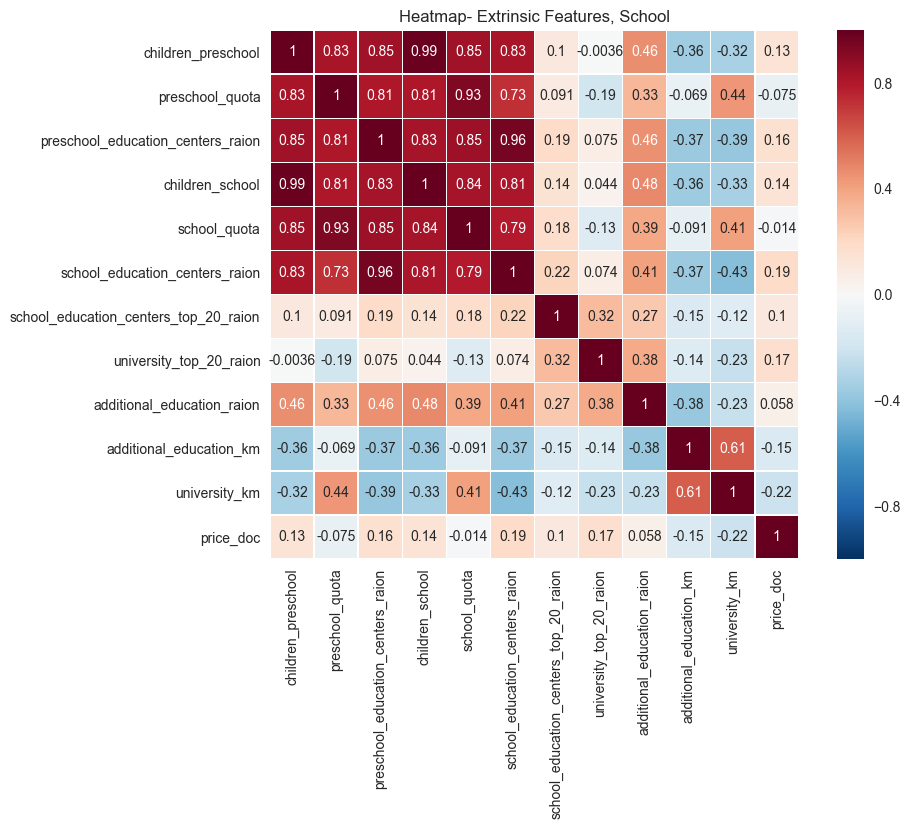 Heatmap- Extrinsic Features, School
children_preschool 1 0.83 0.85 0.99 0.85 0.83 0.1 -0.0036 0.46 -0.36 -0.32 0.13
preschool_quota 0.83 1 0.81 0.81 0.93 0.73 0.091 -0.19 0.33 -0.069 0.44 -0.075
preschool_education_centers_raion 0.85 0.81 1 0.83 0.85 0.96 0.19 0.075 0.46 -0.37 -0.39 0.16
children_school 0.99 0.81 0.83 1 0.84 0.81 0.14 0.044 0.48 -0.36 -0.33 0.14
school_quota 0.85 0.93 0.85 0.84 1 0.79 0.18 -0.13 0.39 -0.091 0.41 -0.014
school_education_centers_raion 0.83 0.73 0.96 0.81 0.79 1 0.22 0.074 0.41 -0.37 -0.43 0.19
school_education_centers_top_20_raion 0.1 0.091 0.19 0.14 0.18 0.22 1 0.32 0.27 -0.15 -0.12 0.1
university_top_20_raion -0.0036 -0.19 0.075 0.044 -0.13 0.074 0.32 1 0.38 -0.14 -0.23 0.17
additional_education_raion 0.46 0.33 0.46 0.48 0.39 0.41 0.27 0.38 1 -0.38 -0.23 0.058
additional_education_km -0.36 -0.069 -0.37 -0.36 -0.091 -0.37 -0.15 -0.14 -0.38 1 0.61 -0.15
university_km -0.32 0.44 -0.39 -0.33 0.41 -0.43 -0.12 -0.23 -0.23 0.61 1 -0.22
price_doc 0.13 -0.075 0.16 0.14 -0.014 0.19 0.1 0.17 0.058 -0.15 -0.22 1
children_preschool
preschool_quota
preschool_education_centers_raion
children_school
school_quota
school_education_centers_raion
school_education_centers_top_20_raion
university_top_20_raion
additional_education_raion
additional_education_km
university_km
price_doc
0.8
0.4
0.0
-0.4
-0.8